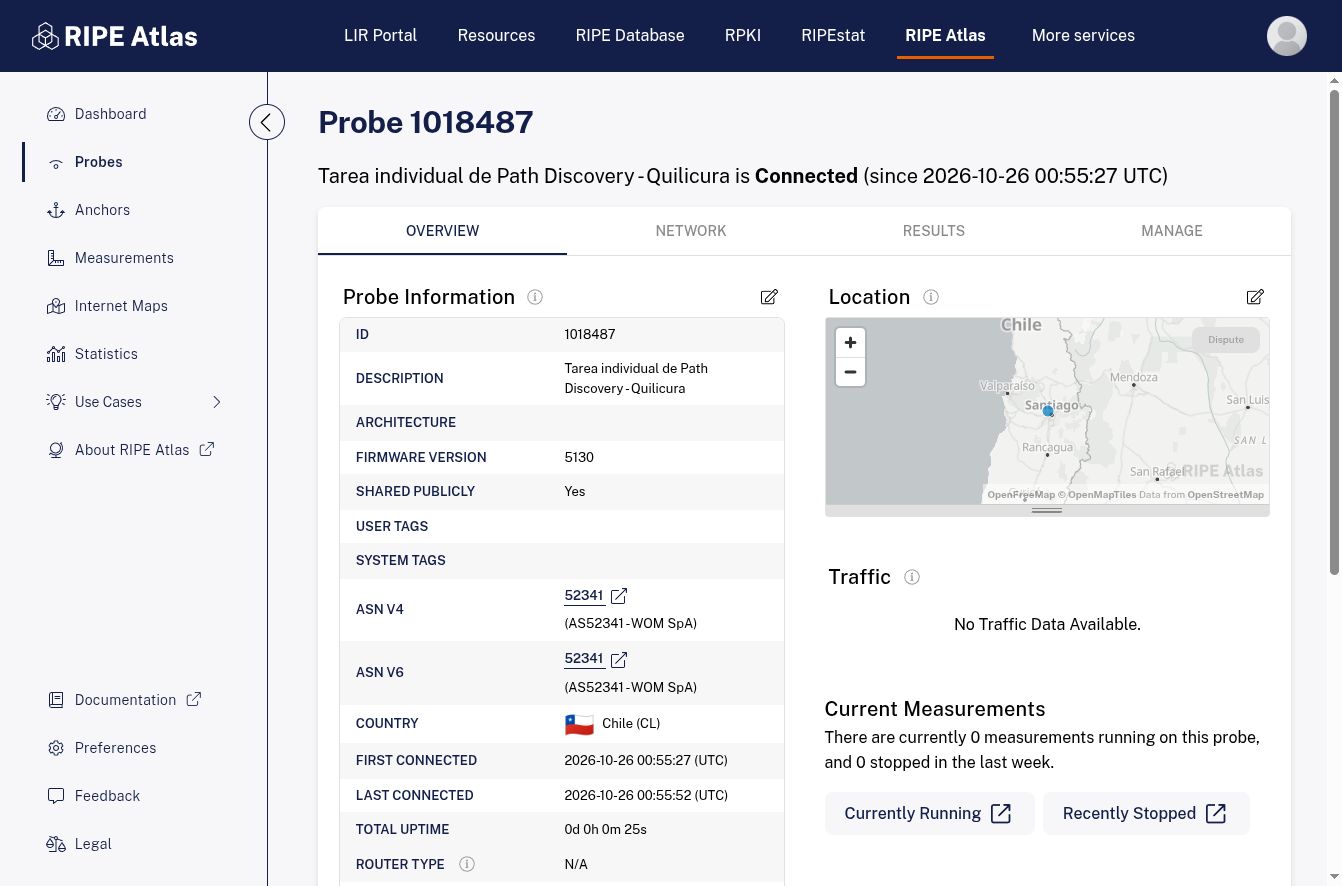 RIPE Atlas
LIR Portal
Resources
RIPE Database
RPKI
RIPEstat
RIPE Atlas
More services
Dashboard
Probes
Anchors
Measurements
Internet Maps
Statistics
Use Cases
About RIPE Atlas
Documentation
Preferences
Feedback
Legal
Probe 1018487
Tarea individual de Path Discovery - Quilicura is Connected (since 2026-10-26 00:55:27 UTC)
OVERVIEW
NETWORK
RESULTS
MANAGE
Probe Information
ID 1018487
DESCRIPTION Tarea individual de Path
Discovery - Quilicura
ARCHITECTURE
FIRMWARE VERSION 5130
SHARED PUBLICLY Yes
USER TAGS
SYSTEM TAGS
ASN V4 52341
(AS52341 - WOM SpA)
ASN V6 52341
(AS52341 - WOM SpA)
COUNTRY Chile (CL)
FIRST CONNECTED 2026-10-26 00:55:27 (UTC)
LAST CONNECTED 2026-10-26 00:55:52 (UTC)
TOTAL UPTIME 0d 0h 0m 25s
ROUTER TYPE N/A
Location
+
−
Chile
Dispute
Valparaíso
Mendoza
Santiago
San Luis
SAN L
Rancagua
San Rafael
RIPE Atlas
OpenFreeMap © OpenMapTiles Data from OpenStreetMap
Traffic
No Traffic Data Available.
Current Measurements
There are currently 0 measurements running on this probe,
and 0 stopped in the last week.
Currently Running
Recently Stopped